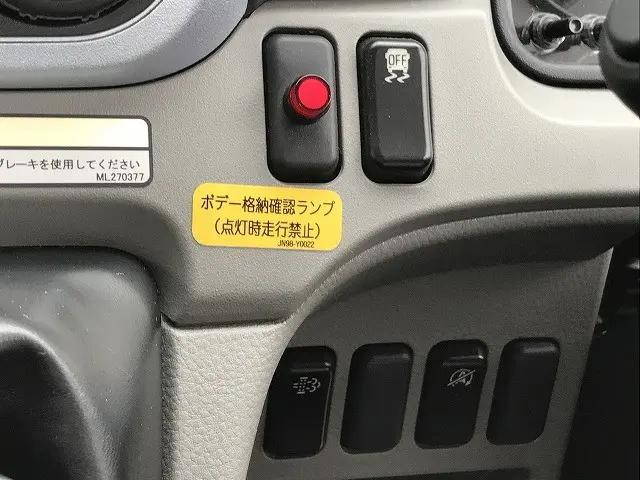 OFF
ブレーキを使用してください
ML270377
ボデー格納確認ランプ
(点灯時走行禁止)
JN98-Y0022